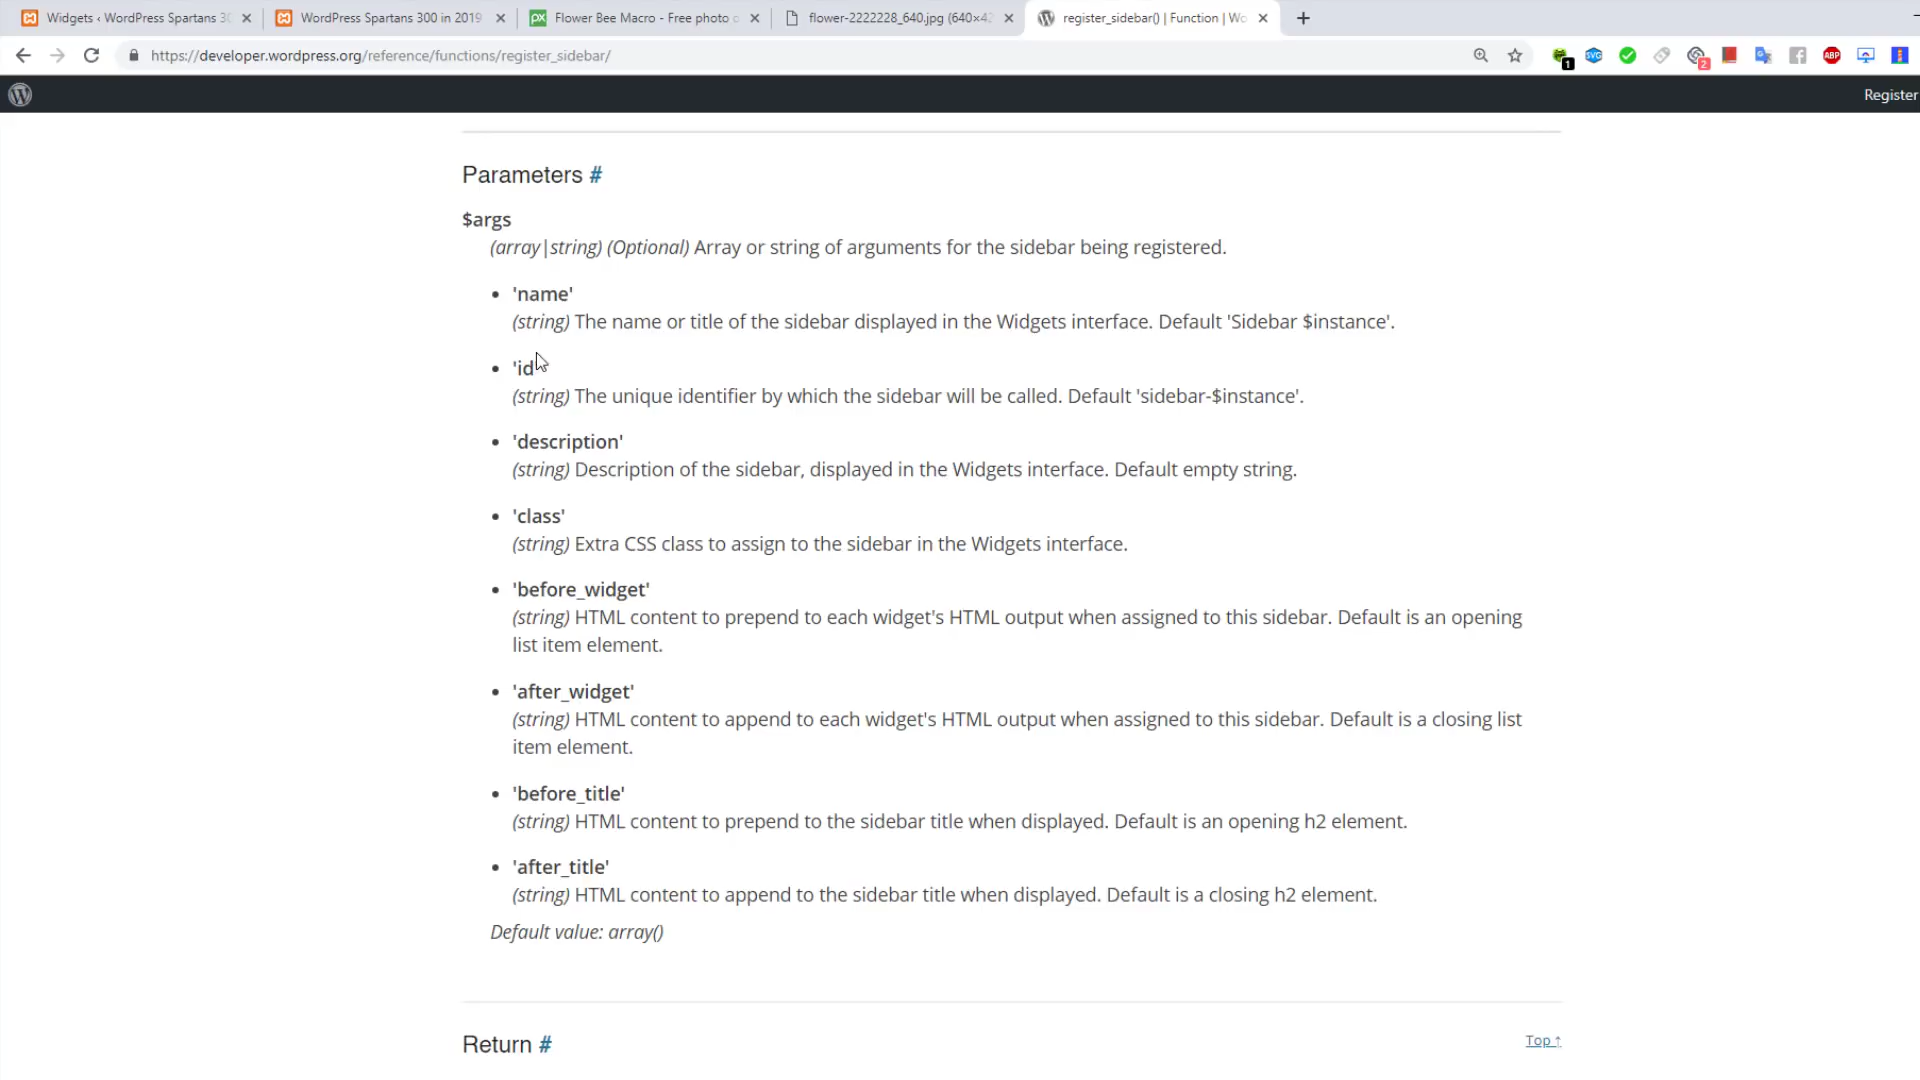 Widgets ‹ WordPress Spartans 30
WordPress Spartans 300 in 2019
Flower Bee Macro - Free photo o
flower-2222228_640.jpg (640×42
register_sidebar() | Function | Wo
https://developer.wordpress.org/reference/functions/register_sidebar/
1
SVG
2
ABP
Register
Parameters #
$args
(array|string) (Optional) Array or string of arguments for the sidebar being registered.
• 'name'
(string) The name or title of the sidebar displayed in the Widgets interface. Default 'Sidebar $instance'.
• 'id'
(string) The unique identifier by which the sidebar will be called. Default 'sidebar-$instance'.
• 'description'
(string) Description of the sidebar, displayed in the Widgets interface. Default empty string.
• 'class'
(string) Extra CSS class to assign to the sidebar in the Widgets interface.
• 'before_widget'
(string) HTML content to prepend to each widget's HTML output when assigned to this sidebar. Default is an opening
list item element.
• 'after_widget'
(string) HTML content to append to each widget's HTML output when assigned to this sidebar. Default is a closing list
item element.
• 'before_title'
(string) HTML content to prepend to the sidebar title when displayed. Default is an opening h2 element.
• 'after_title'
(string) HTML content to append to the sidebar title when displayed. Default is a closing h2 element.
Default value: array()
Return #
Top ↑